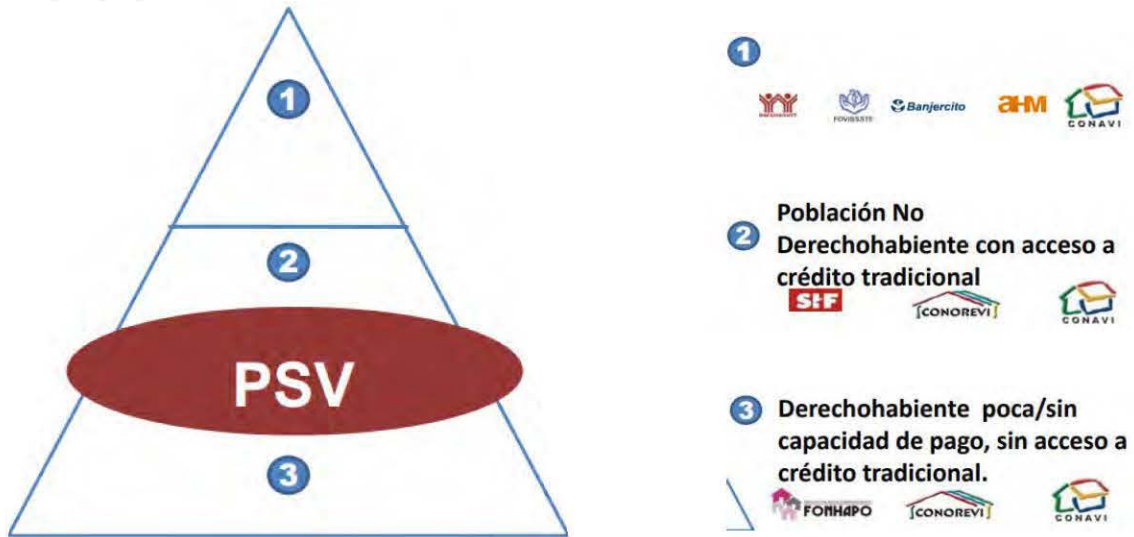 1
2
PSV
3
1
FOVISSSTE
Banjercito
aHM
CONAVI
2
Población No
Derechohabiente con acceso a
crédito tradicional
SHF
CONOREVI
CONAVI
3
Derechohabiente poca/sin
capacidad de pago, sin acceso a
crédito tradicional.
FONHAPO
CONOREVI
CONAVI